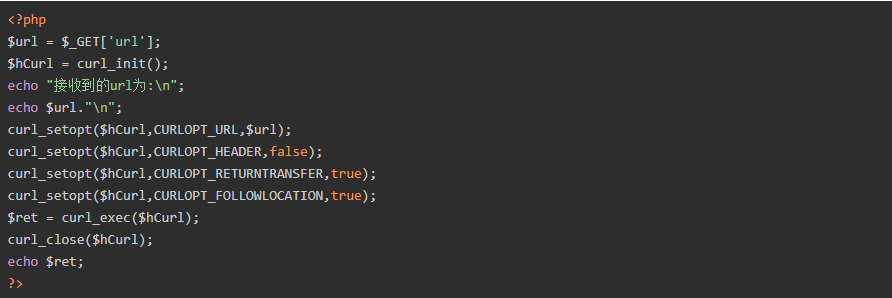 <?php
$url = $_GET['url'];
$hCurl = curl_init();
echo "接收到的url为:\n";
echo $url."\n";
curl_setopt($hCurl,CURLOPT_URL,$url);
curl_setopt($hCurl,CURLOPT_HEADER,false);
curl_setopt($hCurl,CURLOPT_RETURNTRANSFER,true);
curl_setopt($hCurl,CURLOPT_FOLLOWLOCATION,true);
$ret = curl_exec($hCurl);
curl_close($hCurl);
echo $ret;
?>